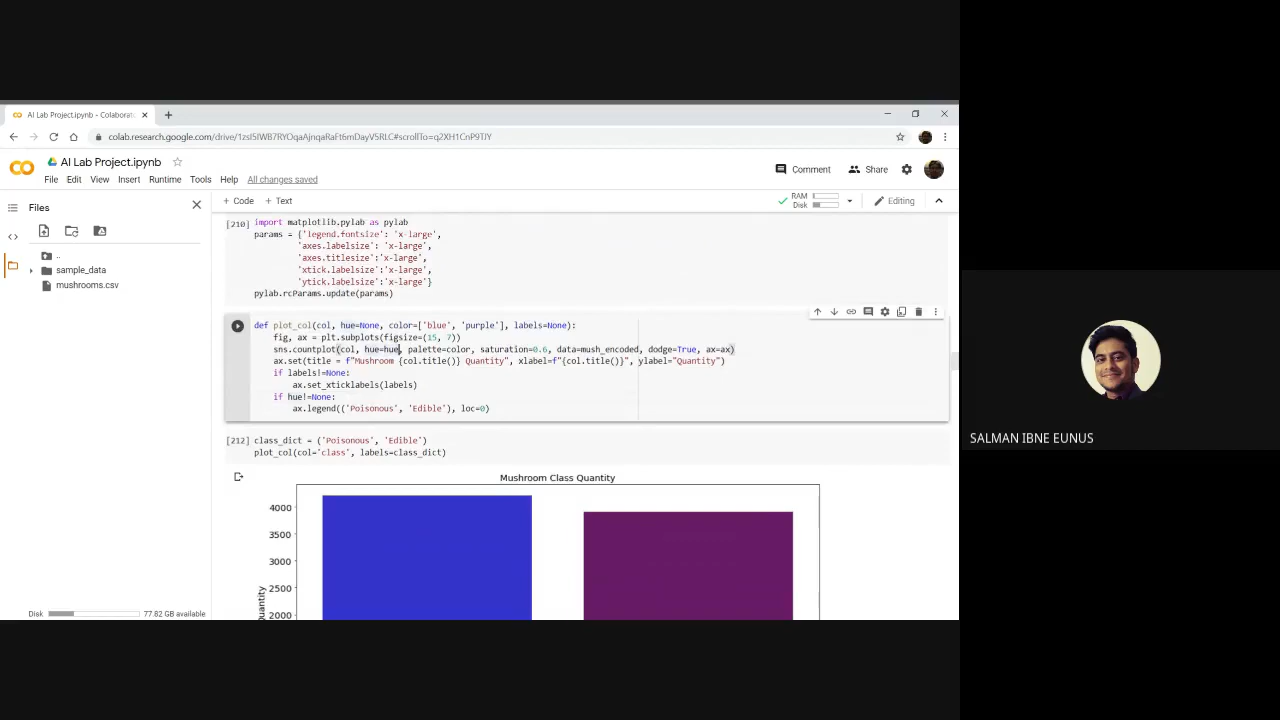 AI Lab Project.ipynb - Colaborato
colab.research.google.com/drive/1zsI5IWB7RYOqaAjnqaRaFt6mDayV5RLC#scrollTo=q2XH1CnP9TJY
AI Lab Project.ipynb
Comment
Share
File Edit View Insert Runtime Tools Help All changes saved
Files
+ Code + Text
RAM
Disk
Editing
..
sample_data
mushrooms.csv
[210]
import matplotlib.pylab as pylab
params = {'legend.fontsize': 'x-large',
'axes.labelsize': 'x-large',
'axes.titlesize':'x-large',
'xtick.labelsize':'x-large',
'ytick.labelsize':'x-large'}
pylab.rcParams.update(params)
def plot_col(col, hue=None, color=['blue', 'purple'], labels=None):
fig, ax = plt.subplots(figsize=(15, 7))
sns.countplot(col, hue=hue, palette=color, saturation=0.6, data=mush_encoded, dodge=True, ax=ax)
ax.set(title = f"Mushroom {col.title()} Quantity", xlabel=f"{col.title()}", ylabel="Quantity")
if labels!=None:
ax.set_xticklabels(labels)
if hue!=None:
ax.legend(('Poisonous', 'Edible'), loc=0)
[212]
class_dict = ('Poisonous', 'Edible')
plot_col(col='class', labels=class_dict)
Mushroom Class Quantity
4000
3500
3000
2500
2000
Quantity
Disk
77.82 GB available
SALMAN IBNE EUNUS